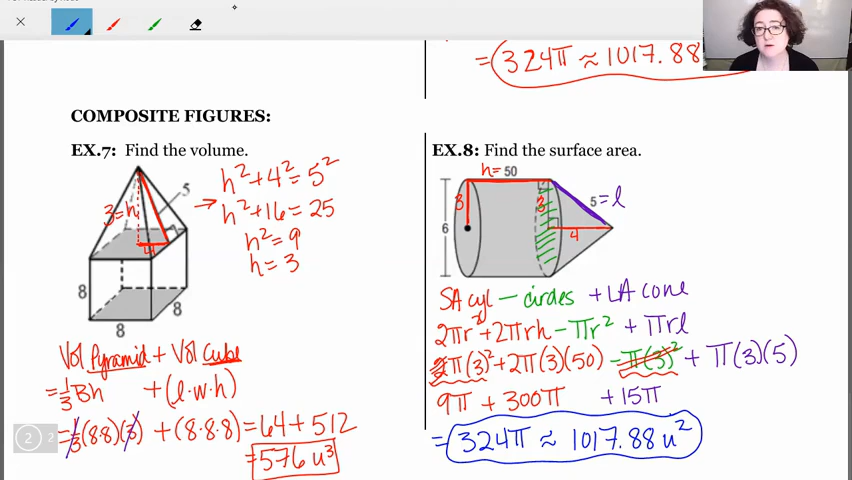 = 324π ≈ 1017.88
COMPOSITE FIGURES:
EX.7: Find the volume.
5
3=h
4
8
8
8
h² + 4² = 5²
→ h² + 16 = 25
h² = 9
h = 3
Vol Pyramid + Vol Cube
= 1/3 Bh + (l·w·h)
= 1/3 (8·8)(3) + (8·8·8) = 64 + 512
= 576 u³
2
2
EX.8: Find the surface area.
h= 50
3
3
6
4
5 = l
SA cyl - circles + LA cone
2πr² + 2πrh - πr² + πrl
2π(3)² + 2π(3)(50) - π(3)² + π(3)(5)
9π + 300π + 15π
= 324π ≈ 1017.88 u²